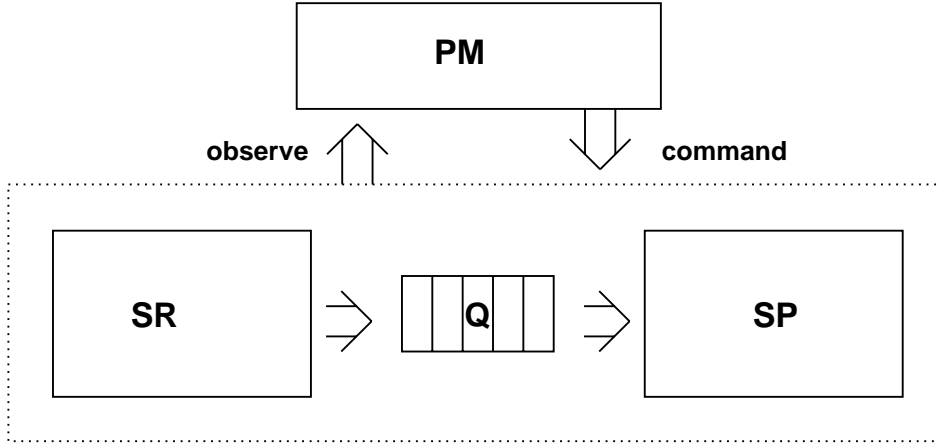 PM
observe
command
SR
Q
SP